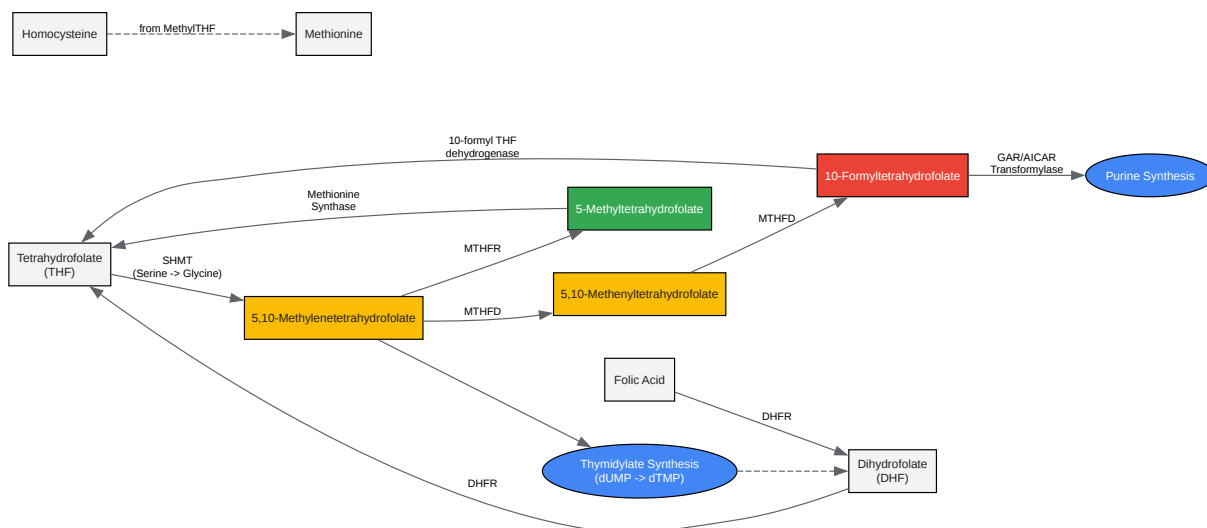 Homocysteine
from MethylTHF
Methionine
10-formyl THF
dehydrogenase
10-Formyltetrahydrofolate
GAR/AICAR
Transformylase
Purine Synthesis
Methionine
Synthase
5-Methyltetrahydrofolate
MTHFD
Tetrahydrofolate
(THF)
SHMT
(Serine -> Glycine)
MTHFR
5,10-Methenyltetrahydrofolate
5,10-Methylenetetrahydrofolate
MTHFD
Folic Acid
DHFR
Thymidylate Synthesis
(dUMP -> dTMP)
Dihydrofolate
(DHF)
DHFR